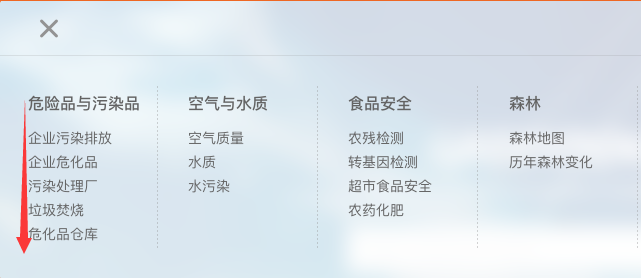 危险品与污染品
企业污染排放
企业危化品
污染处理厂
垃圾焚烧
危化品仓库
空气与水质
空气质量
水质
水污染
食品安全
农残检测
转基因检测
超市食品安全
农药化肥
森林
森林地图
历年森林变化